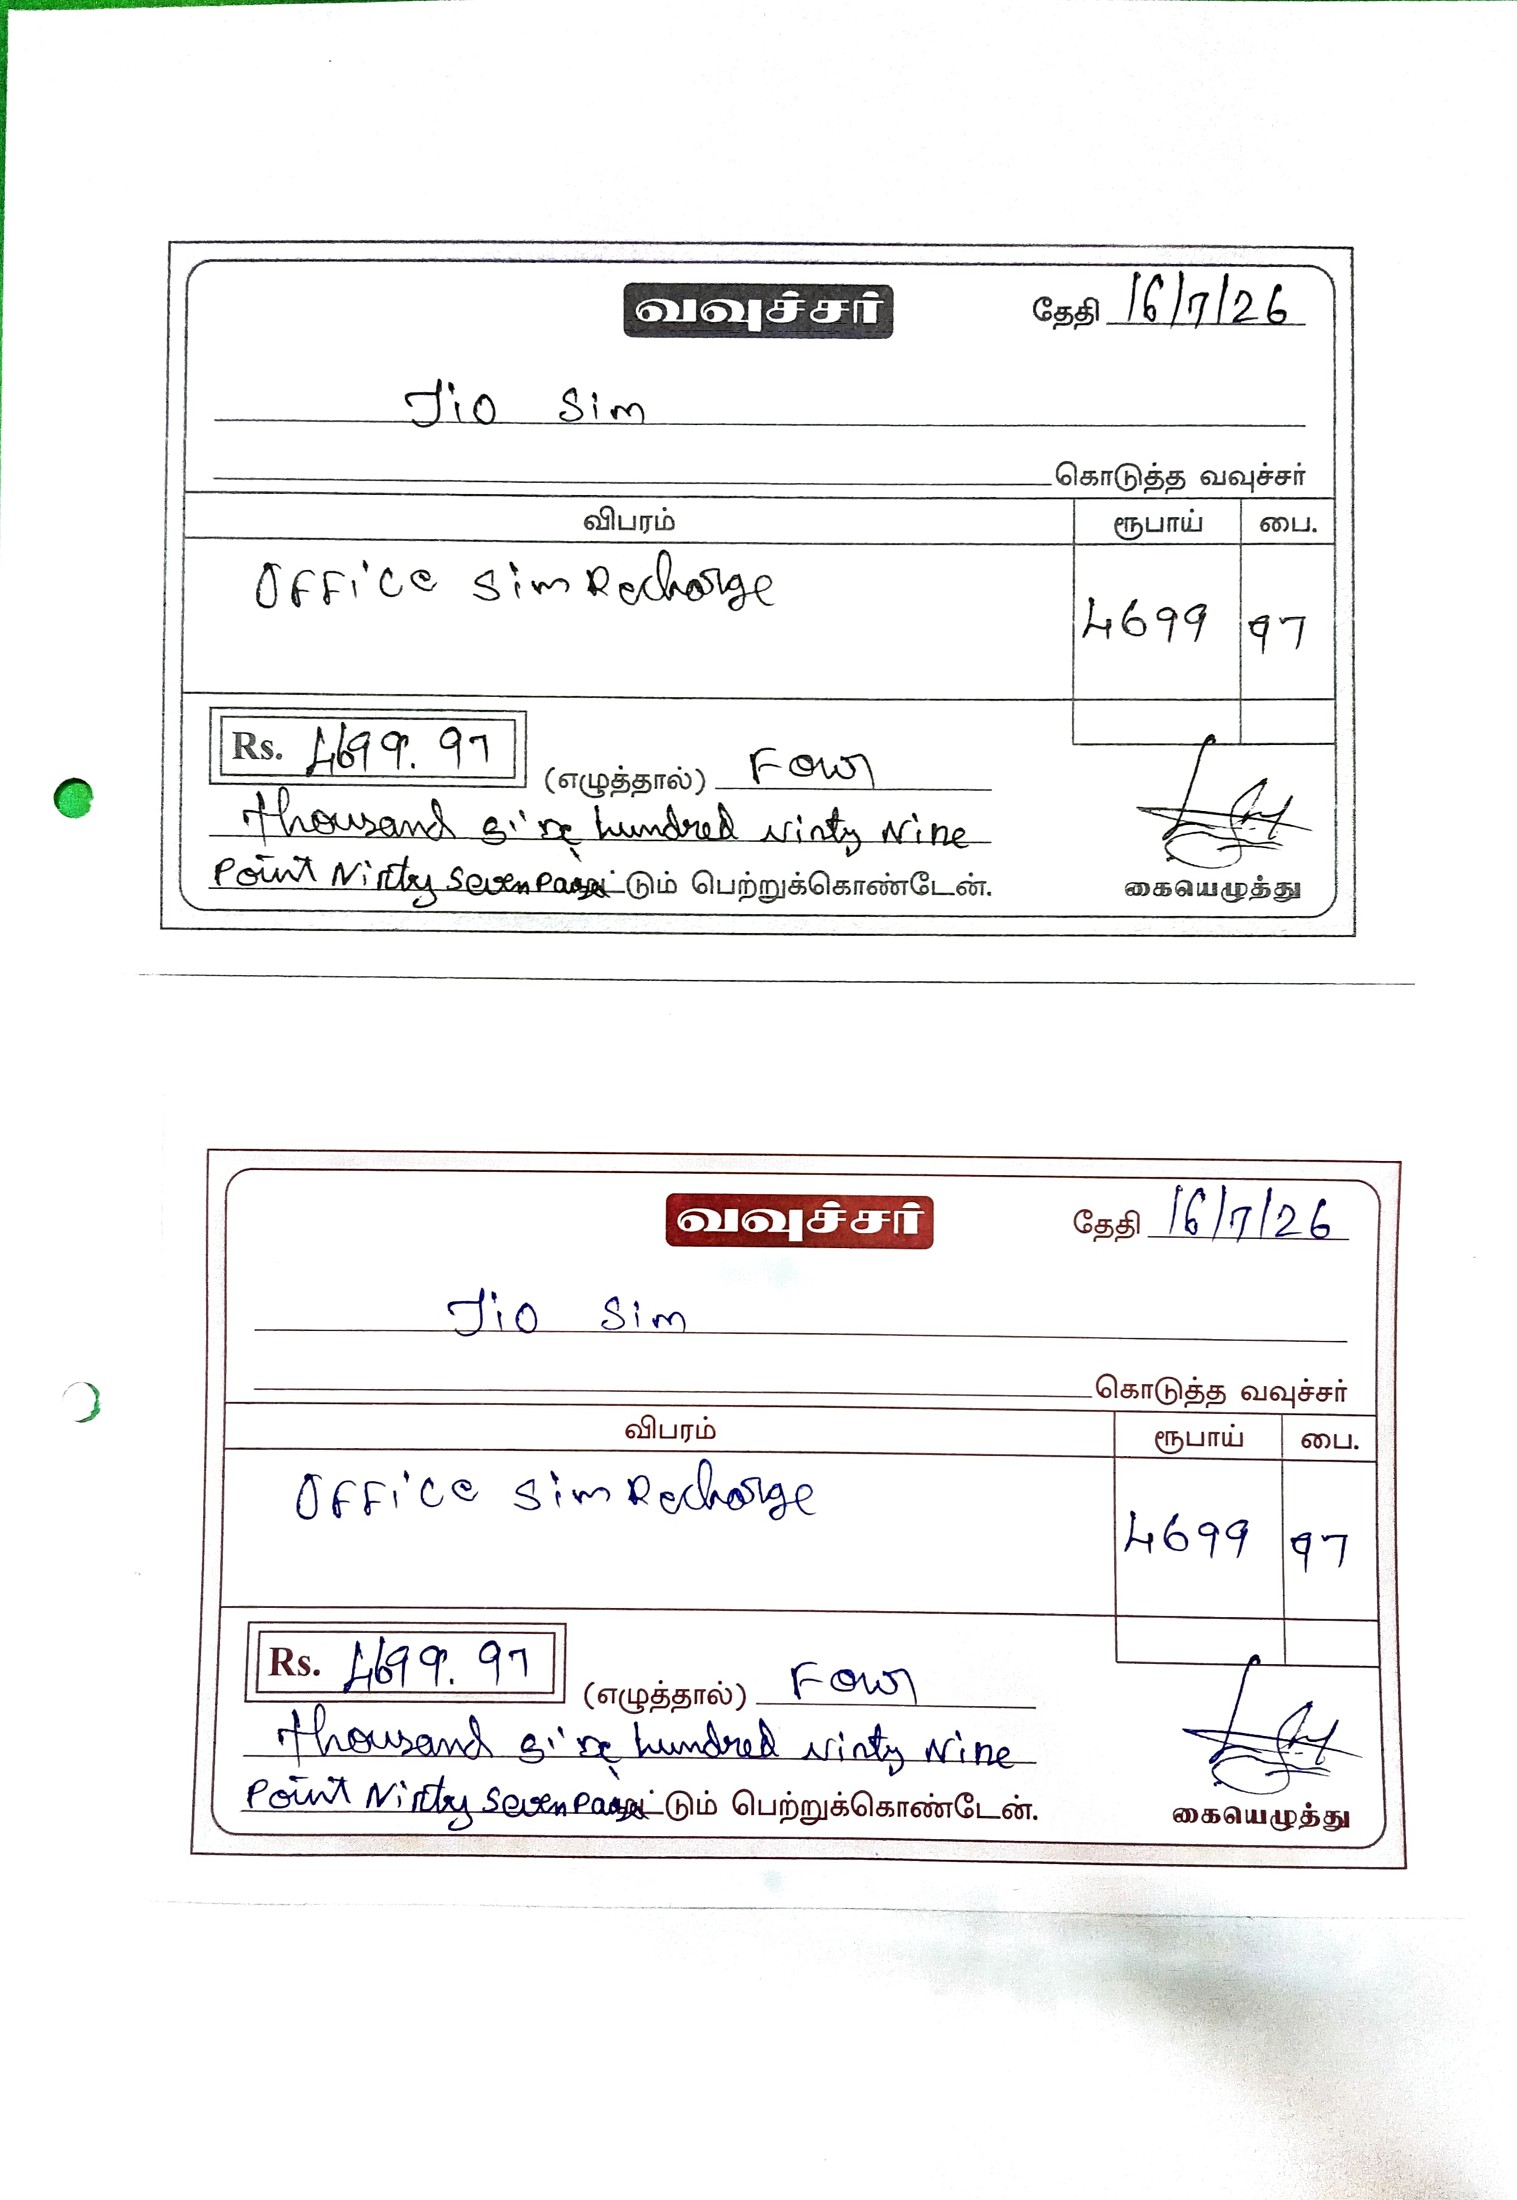 வவுச்சர்
தேதி 16/7/26
Jio Sim
கொடுத்த வவுச்சர்
விபரம் ரூபாய் பை.
OFFice Sim Recharge 4699 97
Rs. 4699.97 (எழுத்தால்) Four
thousand six hundred Ninty Nine
Point Ninty Seven ட்டும் பெற்றுக்கொண்டேன்.
கையெழுத்து
வவுச்சர்
தேதி 16/7/26
Jio Sim
கொடுத்த வவுச்சர்
விபரம் ரூபாய் பை.
OFFice Sim Recharge 4699 97
Rs. 4699.97 (எழுத்தால்) Four
thousand six hundred Ninty Nine
Point Ninty Seven ட்டும் பெற்றுக்கொண்டேன்.
கையெழுத்து